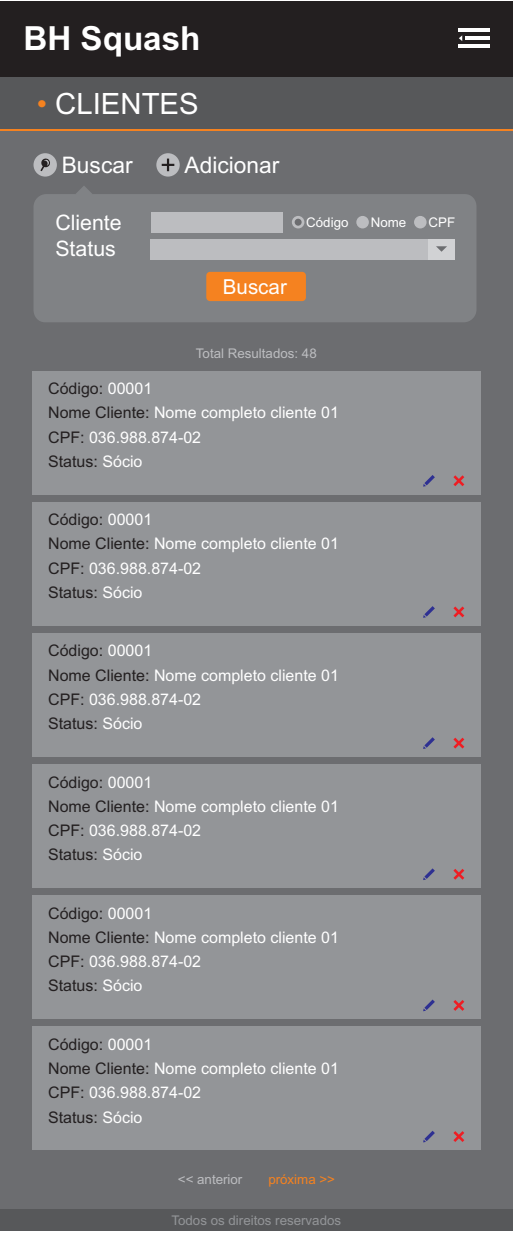 BH Squash
• CLIENTES
Buscar Adicionar
Cliente Código Nome CPF
Status
Buscar
Total Resultados: 48
Código: 00001
Nome Cliente: Nome completo cliente 01
CPF: 036.988.874-02
Status: Sócio
Código: 00001
Nome Cliente: Nome completo cliente 01
CPF: 036.988.874-02
Status: Sócio
Código: 00001
Nome Cliente: Nome completo cliente 01
CPF: 036.988.874-02
Status: Sócio
Código: 00001
Nome Cliente: Nome completo cliente 01
CPF: 036.988.874-02
Status: Sócio
Código: 00001
Nome Cliente: Nome completo cliente 01
CPF: 036.988.874-02
Status: Sócio
Código: 00001
Nome Cliente: Nome completo cliente 01
CPF: 036.988.874-02
Status: Sócio
<< anterior próxima >>
Todos os direitos reservados